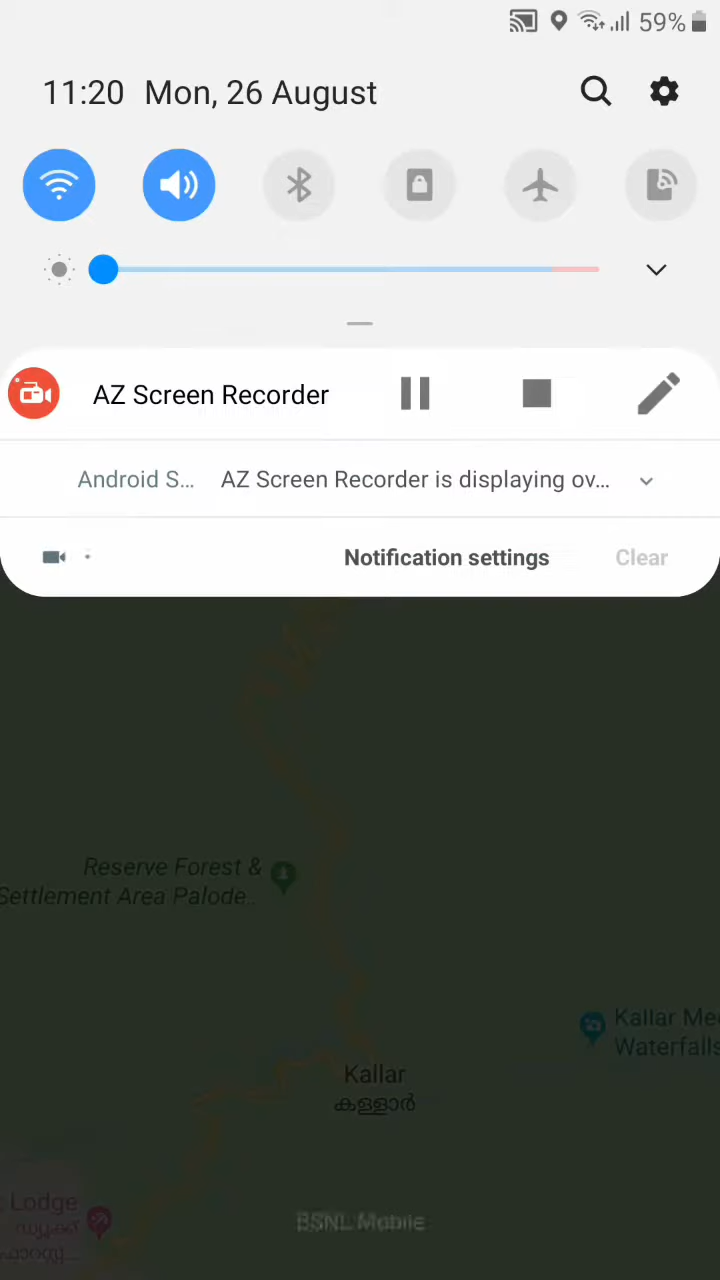 59%
11:20 Mon, 26 August
AZ Screen Recorder
Android S... AZ Screen Recorder is displaying ov...
Notification settings Clear
Reserve Forest &
Settlement Area Palode..
Kallar Me
Waterfalls
Kallar
കല്ലാർ
Lodge
BSNL Mobile